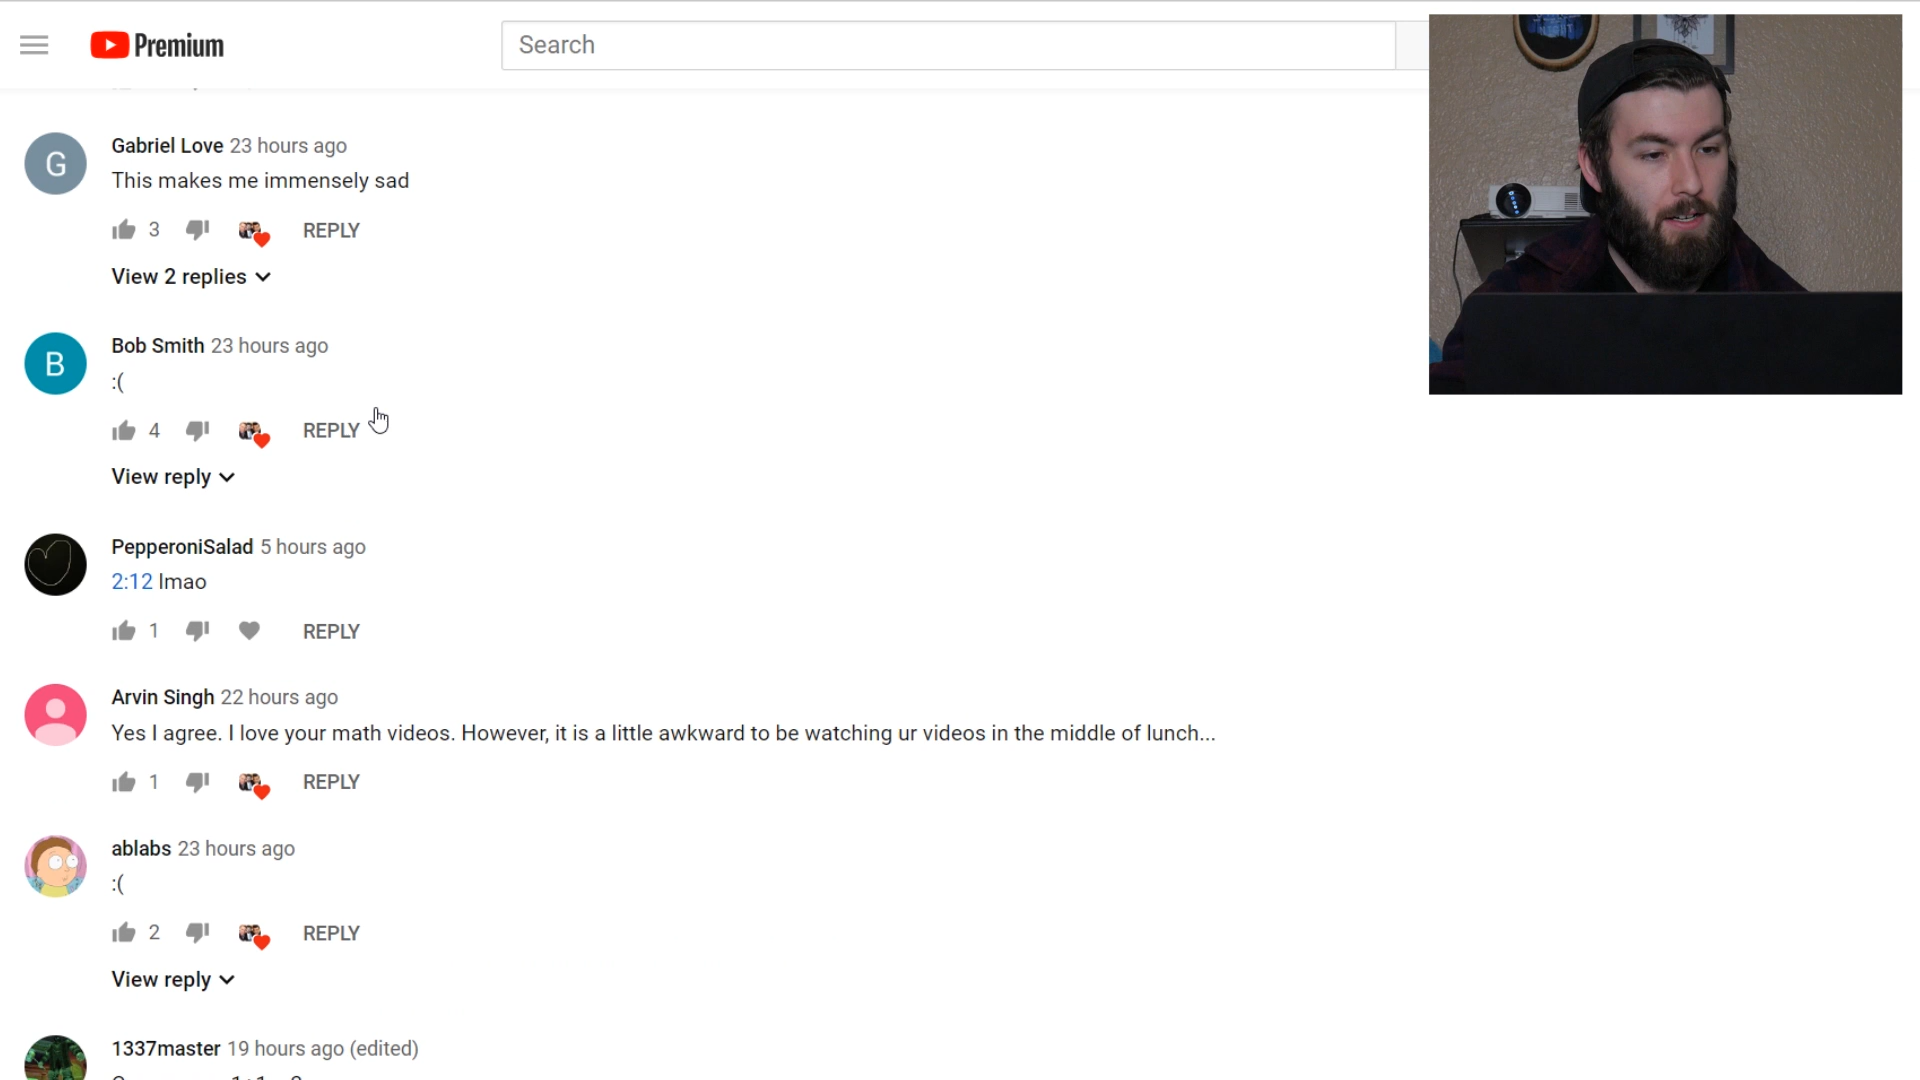 Premium
Search
Gabriel Love 23 hours ago
This makes me immensely sad
3 REPLY
View 2 replies
B
Bob Smith 23 hours ago
:(
4 REPLY
View reply
PepperoniSalad 5 hours ago
2:12 lmao
1 REPLY
Arvin Singh 22 hours ago
Yes I agree. I love your math videos. However, it is a little awkward to be watching ur videos in the middle of lunch...
1 REPLY
ablabs 23 hours ago
:(
2 REPLY
View reply
1337master 19 hours ago (edited)
G